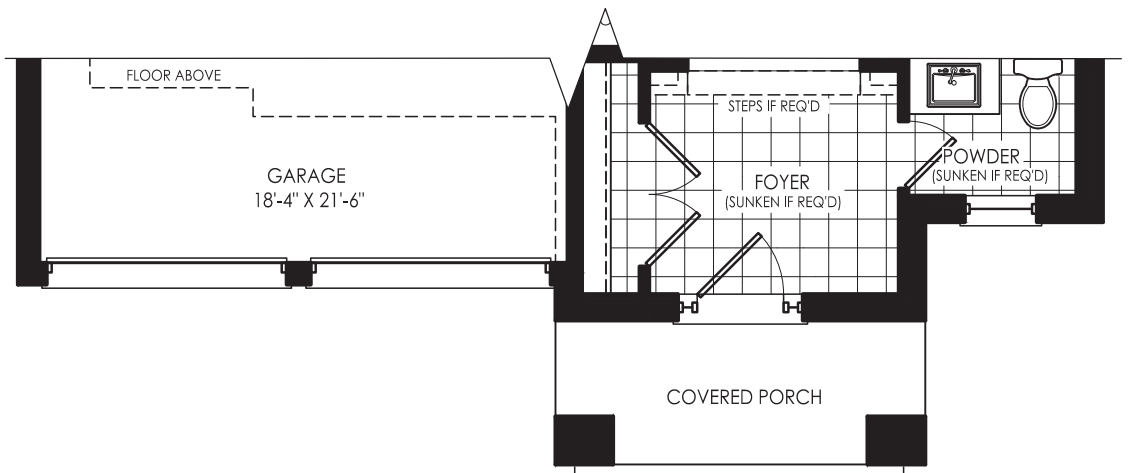 FLOOR ABOVE
GARAGE
18'-4" X 21'-6"
STEPS IF REQ'D
FOYER
(SUNKEN IF REQ'D)
POWDER
(SUNKEN IF REQ'D)
COVERED PORCH